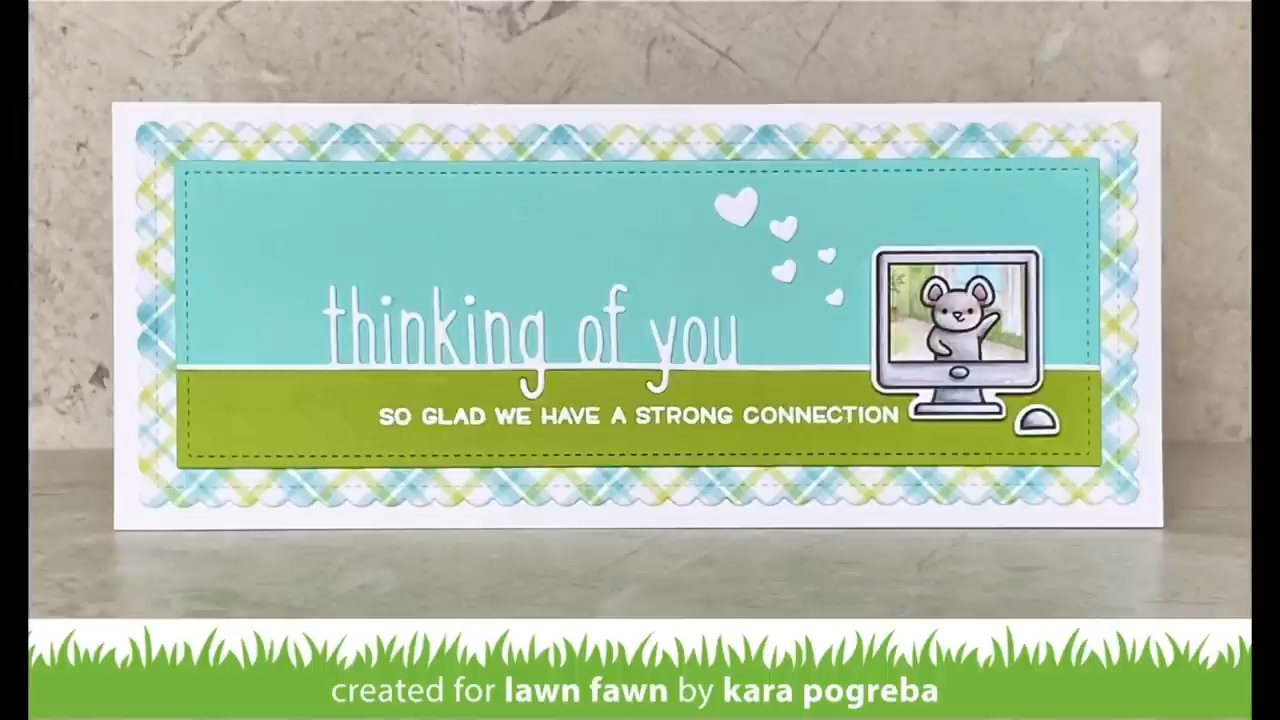 thinking of you
SO GLAD WE HAVE A STRONG CONNECTION
created for lawn fawn by kara pogreba